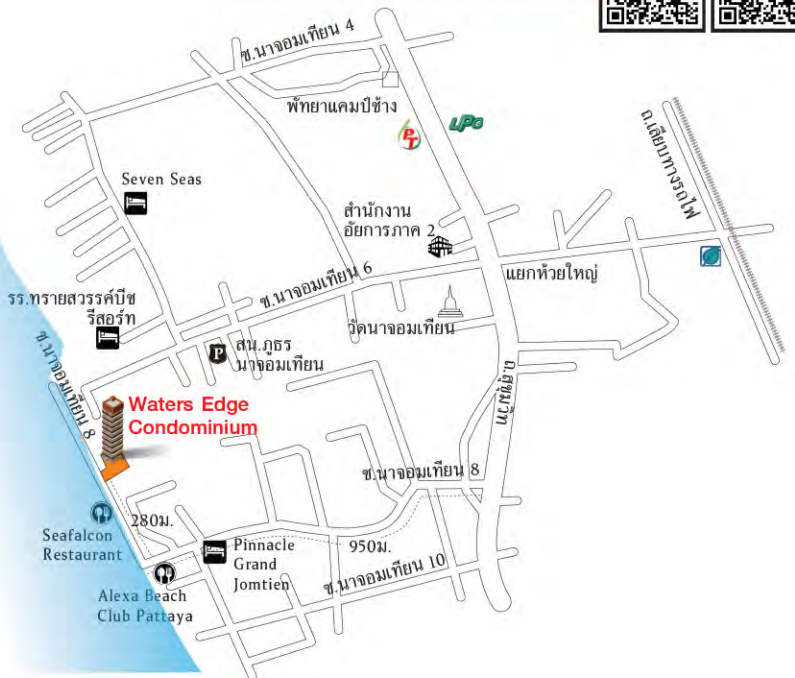 ซ.นาจอมเทียน 4
พัทยาแคมป์ช้าง
PT
LPG
ถ.เลียบทางรถไฟ
Seven Seas
สำนักงาน
อัยการภาค 2
ซ.นาจอมเทียน 6
แยกห้วยใหญ่
รร.ทรายสวรรค์บีช
รีสอร์ท
วัดนาจอมเทียน
P
สน.ภูธร
นาจอมเทียน
ถ.สุขุมวิท
ซ.นาจอมเทียน 8
Waters Edge
Condominium
ซ.นาจอมเทียน 8
280ม.
Seafalcon
Restaurant
Pinnacle
Grand
Jomtien
950ม.
ซ.นาจอมเทียน 10
Alexa Beach
Club Pattaya